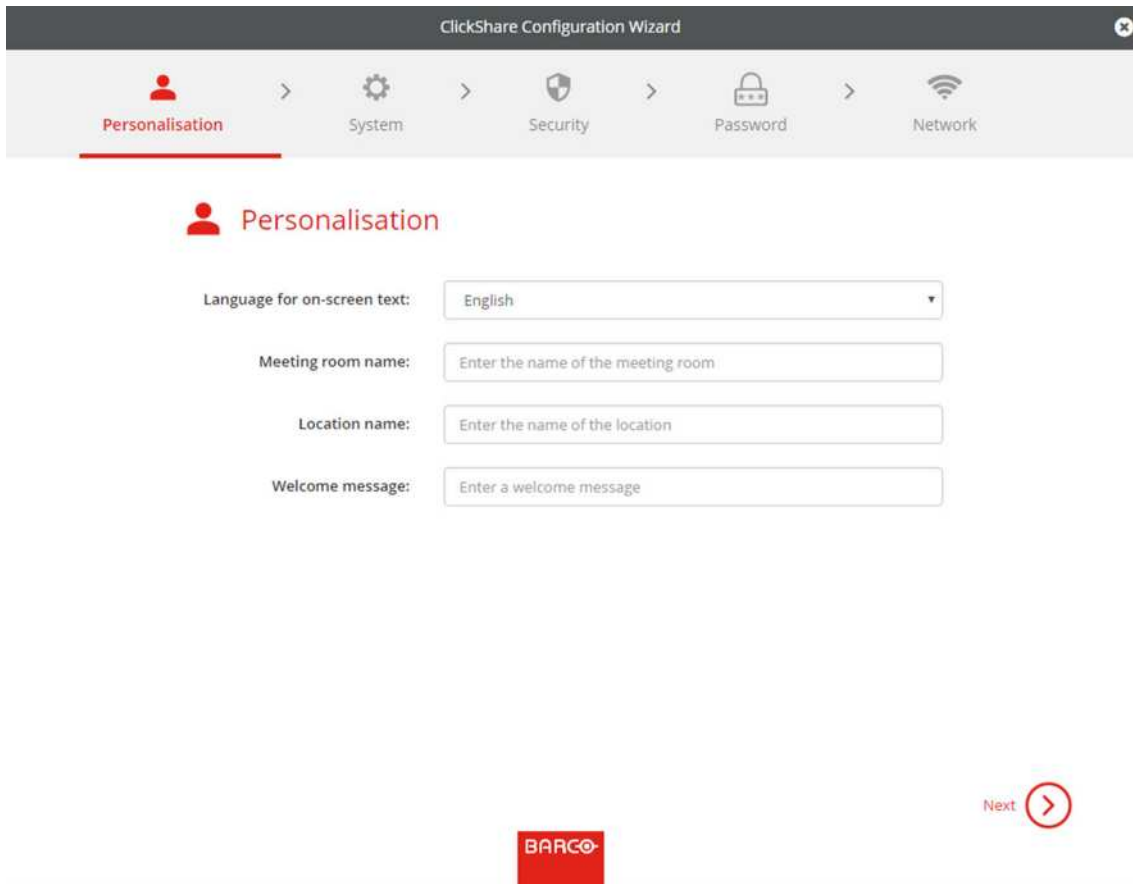 ClickShare Configuration Wizard
Personalisation
System
Security
Password
Network
Personalisation
Language for on-screen text:
English
Meeting room name:
Enter the name of the meeting room
Location name:
Enter the name of the location
Welcome message:
Enter a welcome message
Next
BARCO